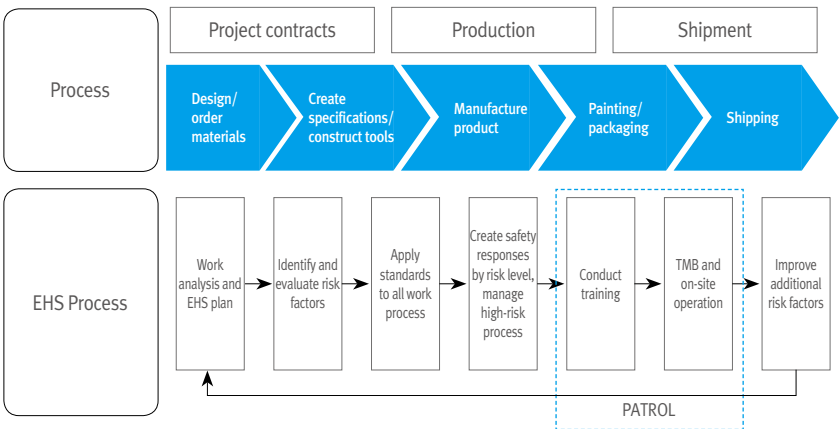 Project contracts
Production
Shipment
Process
Design/
order
materials
Create
specifications/
construct tools
Manufacture
product
Painting/
packaging
Shipping
EHS Process
Work
analysis and
EHS plan
Identify and
evaluate risk
factors
Apply
standards
to all work
process
Create safety
responses
by risk level,
manage
high-risk
process
Conduct
training
TMB and
on-site
operation
Improve
additional
risk factors
PATROL